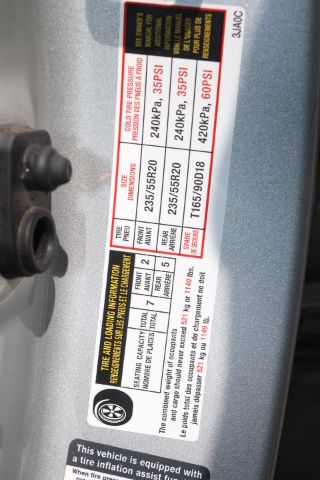 TIRE AND LOADING INFORMATION
RENSEIGNEMENTS SUR LES PNEUS ET LE CHARGEMENT
SEATING CAPACITY TOTAL 7 FRONT 2 REAR 5
NOMBRE DE PLACES TOTAL AVANT ARRIÈRE
The combined weight of occupants
and cargo should never exceed 521 kg or 1149 lbs.
Le poids total des occupants et du chargement ne doit
jamais dépasser 521 kg ou 1149 lb.
TIRE SIZE COLD TIRE PRESSURE
PNEU DIMENSIONS PRESSION DES PNEUS À FROID
FRONT
AVANT 235/55R20 240kPa, 35PSI
REAR
ARRIÈRE 235/55R20 240kPa, 35PSI
SPARE
DE SECOURS T165/90D18 420kPa, 60PSI
SEE OWNER'S
MANUAL FOR
ADDITIONAL
INFORMATION
VOIR LE MANUEL
DE L'USAGER
POUR PLUS DE
RENSEIGNEMENTS
3JA0C
This vehicle is equipped with
a tire inflation assist